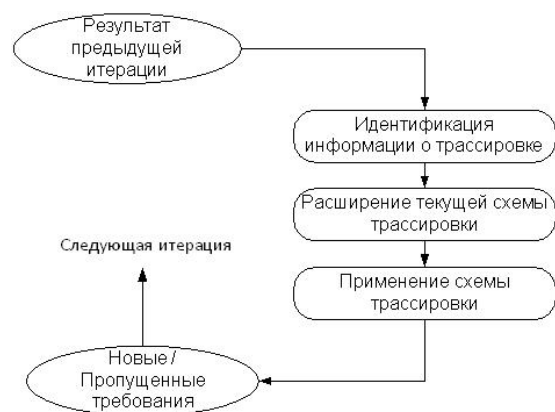 Результат
предыдущей
итерации
Идентификация
информации о трассировке
Расширение текущей схемы
трассировки
Применение схемы
трассировки
Новые /
Пропущенные
требования
Следующая итерация